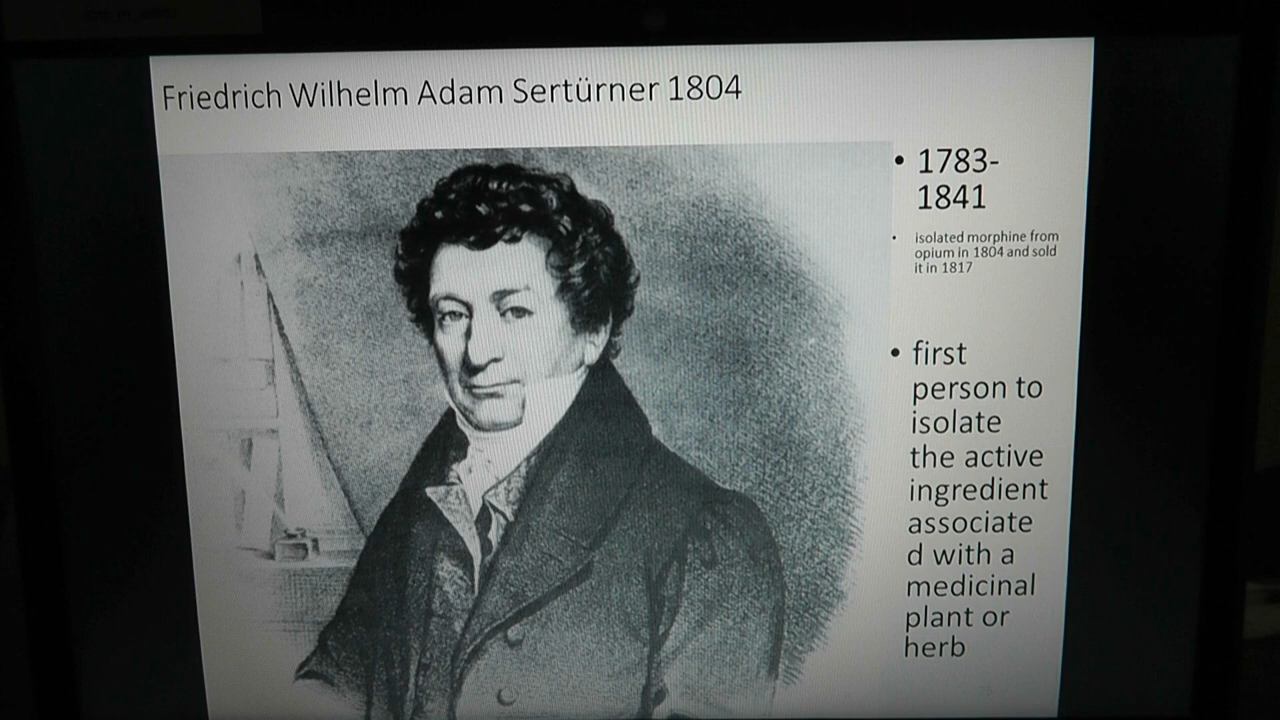 Friedrich Wilhelm Adam Sertürner 1804
• 1783-
1841
• isolated morphine from
opium in 1804 and sold
it in 1817
• first
person to
isolate
the active
ingredient
associate
d with a
medicinal
plant or
herb